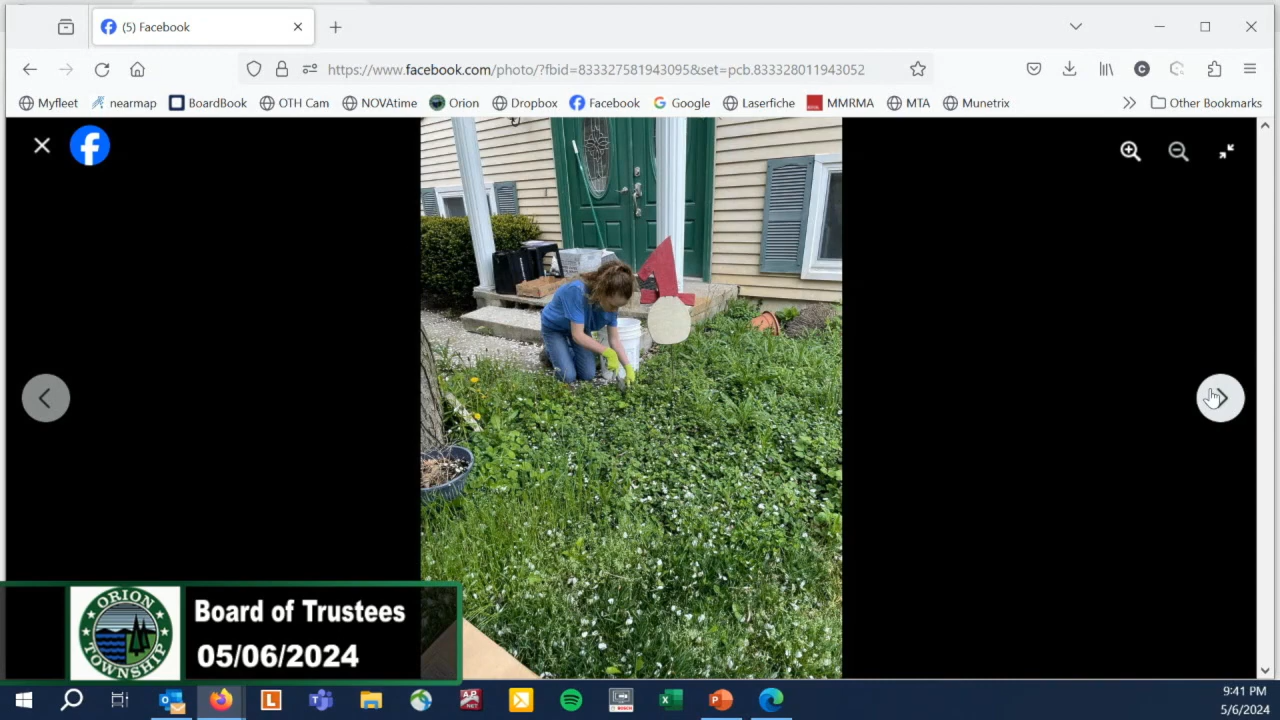 (5) Facebook
https://www.facebook.com/photo/?fbid=833327581943095&set=pcb.833328011943052
Myfleet nearmap BoardBook OTH Cam NOVAtime Orion Dropbox Facebook Google Laserfiche MMRMA MTA Munetrix Other Bookmarks
ORION
TOWNSHIP
Board of Trustees
05/06/2024
9:41 PM
5/6/2024